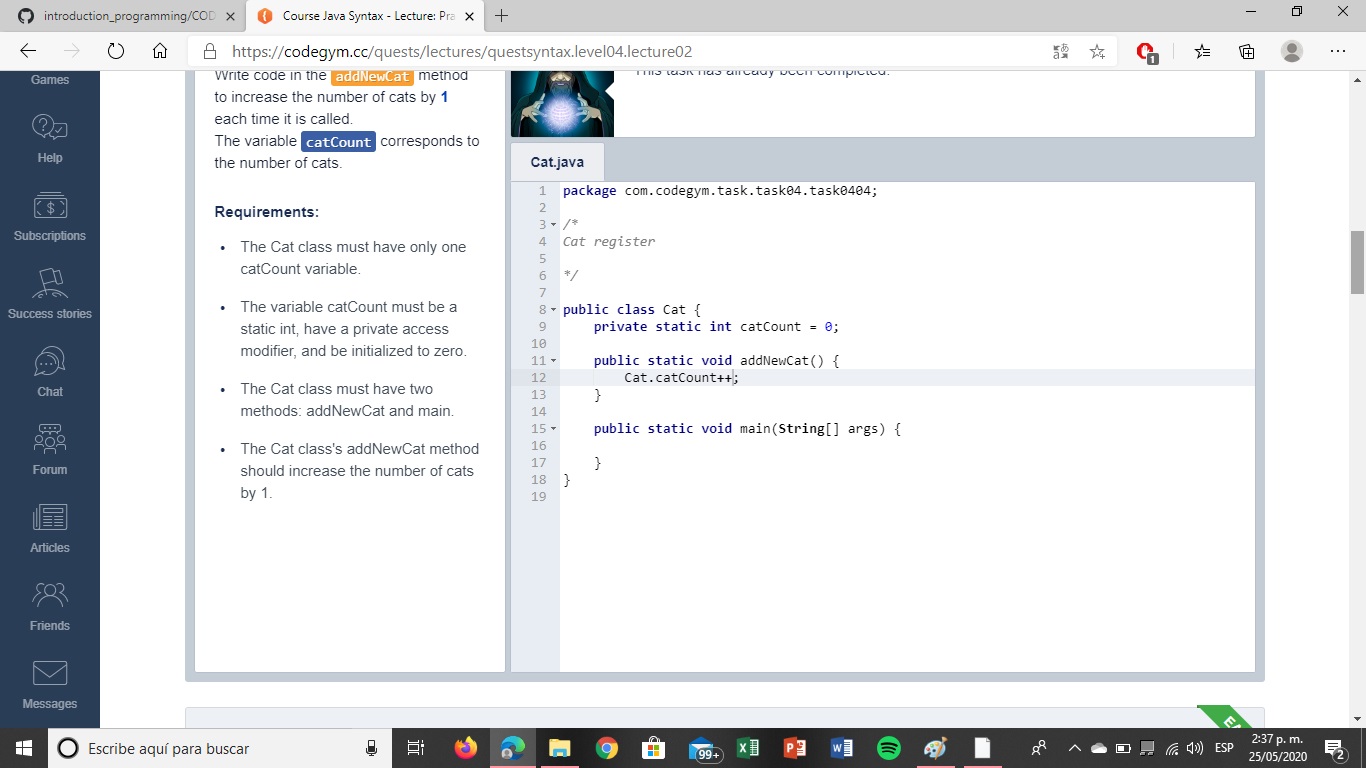 introduction_programming/COD
Course Java Syntax - Lecture: Pra
https://codegym.cc/quests/lectures/questsyntax.level04.lecture02
1
Games
Help
Subscriptions
Success stories
Chat
Forum
Articles
Friends
Messages
Write code in the addNewCat method
to increase the number of cats by 1
each time it is called.
The variable catCount corresponds to
the number of cats.
Requirements:
• The Cat class must have only one
catCount variable.
• The variable catCount must be a
static int, have a private access
modifier, and be initialized to zero.
• The Cat class must have two
methods: addNewCat and main.
• The Cat class's addNewCat method
should increase the number of cats
by 1.
This task has already been completed.
Cat.java
1 package com.codegym.task.task04.task0404;
2
3 /*
4 Cat register
5
6 */
7
8 public class Cat {
9 private static int catCount = 0;
10
11 public static void addNewCat() {
12 Cat.catCount++;
13 }
14
15 public static void main(String[] args) {
16
17 }
18 }
19
Escribe aquí para buscar
99+
ESP
2:37 p. m.
25/05/2020
2